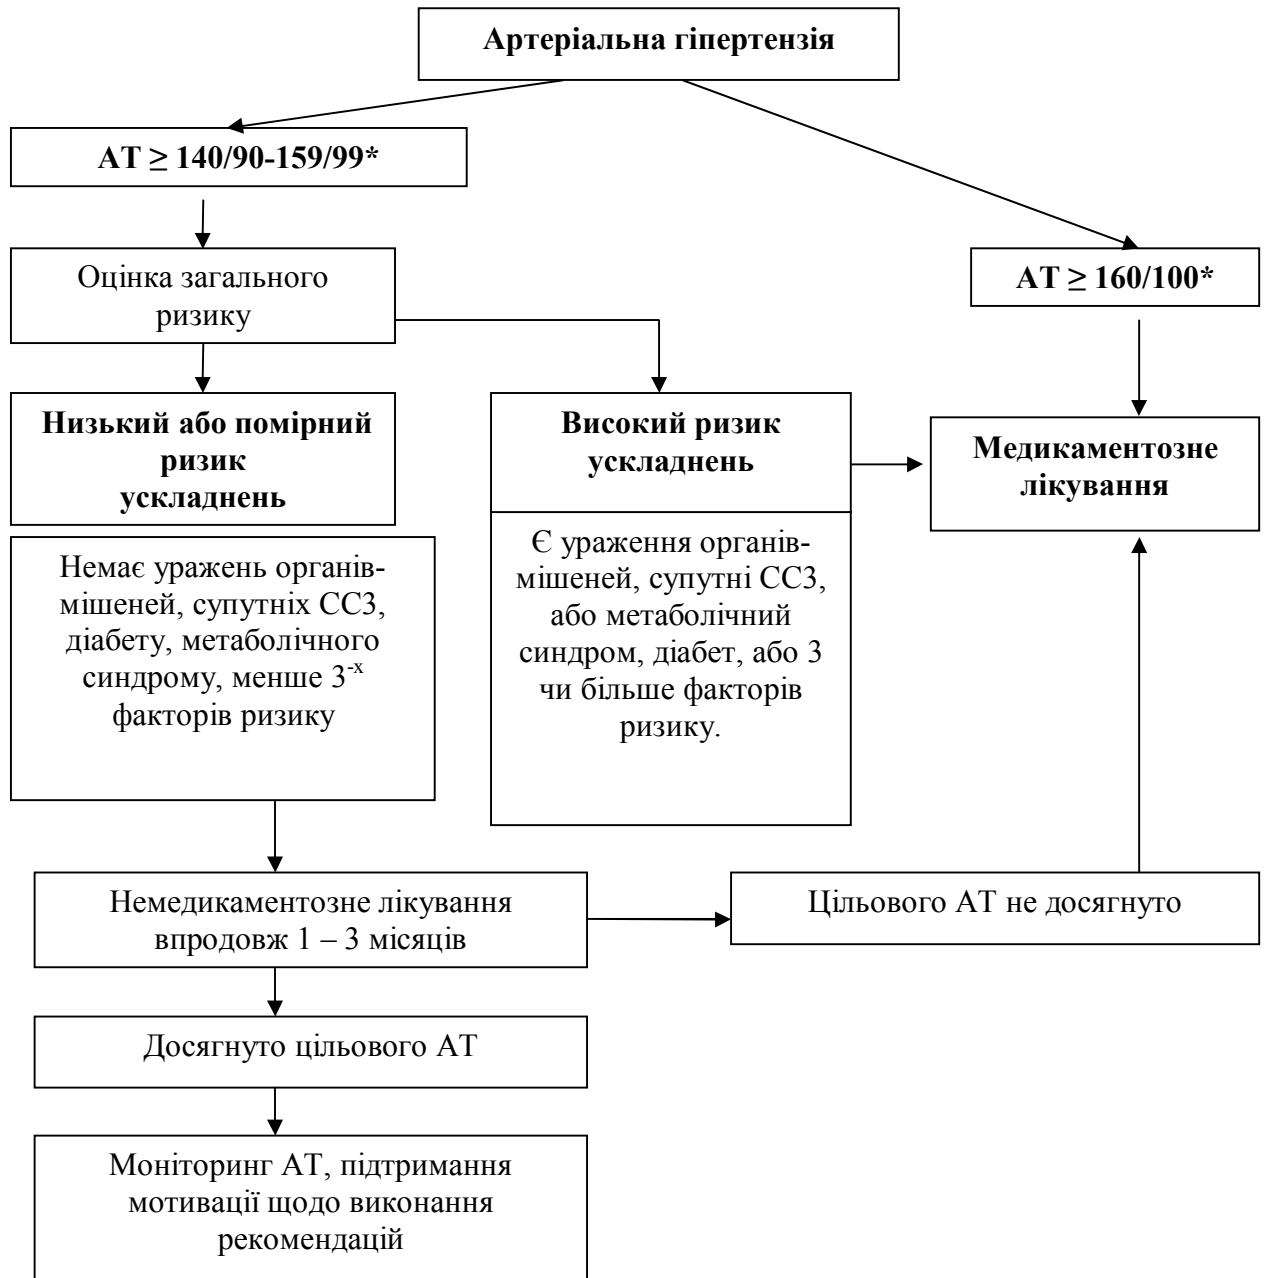 Артеріальна гіпертензія
АТ ≥ 140/90-159/99*
Оцінка загального
ризику
АТ ≥ 160/100*
Низький або помірний
ризик
ускладнень
Високий ризик
ускладнень
Медикаментозне
лікування
Немає уражень органів-
мішеней, супутніх ССЗ,
діабету, метаболічного
синдрому, менше 3-х
факторів ризику
Є ураження органів-
мішеней, супутні ССЗ,
або метаболічний
синдром, діабет, або 3
чи більше факторів
ризику.
Немедикаментозне лікування
впродовж 1 – 3 місяців
Цільового АТ не досягнуто
Досягнуто цільового АТ
Моніторинг АТ, підтримання
мотивації щодо виконання
рекомендацій